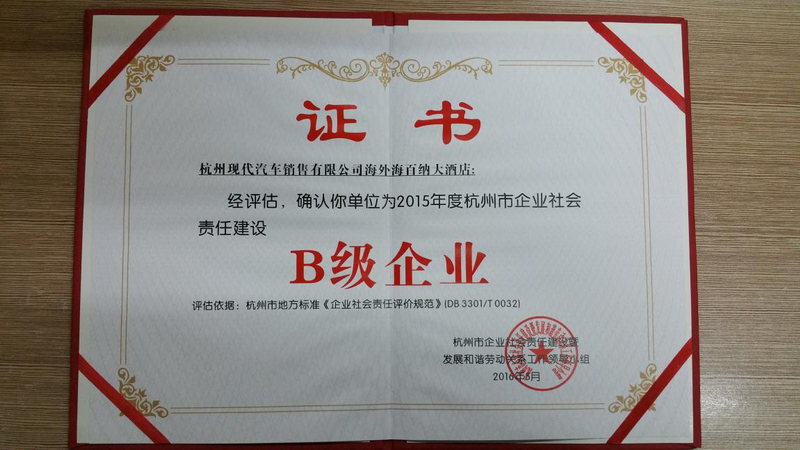 证书
杭州现代汽车销售有限公司海外海百纳大酒店:
经评估，确认你单位为2015年度杭州市企业社会
责任建设
B级企业
评估依据：杭州市地方标准《企业社会责任评价规范》(DB 3301/T 0032)
杭州市企业社会责任建设暨
发展和谐劳动关系工作领导小组
2016年5月